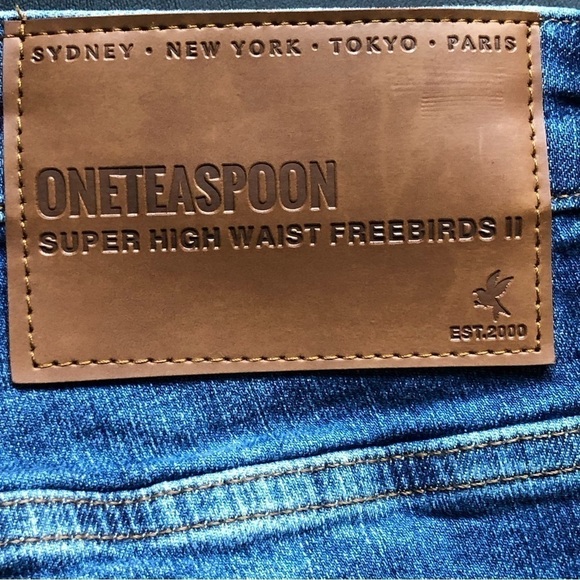 SYDNEY • NEW YORK • TOKYO • PARIS
ONETEASPOON
SUPER HIGH WAIST FREEBIRDS II
EST.2000